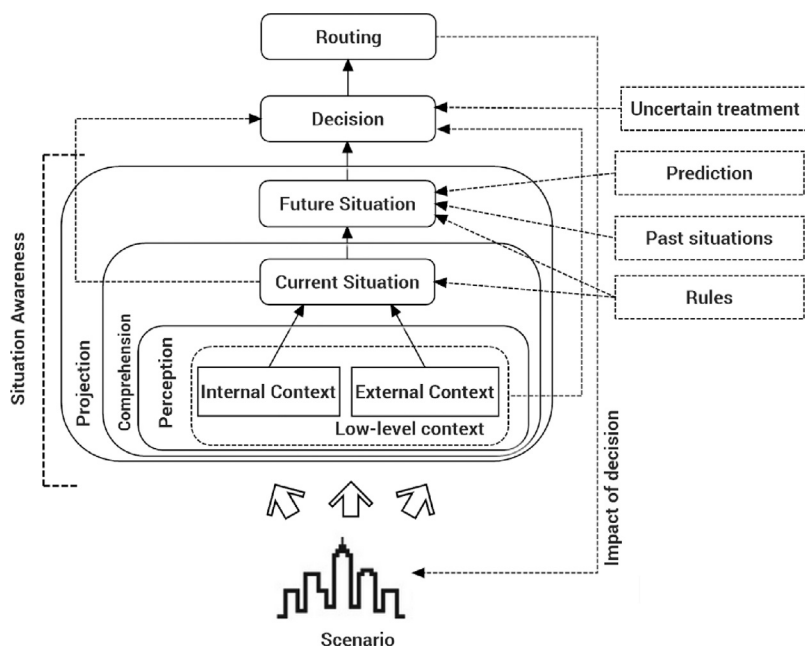 Routing
Decision
Uncertain treatment
Prediction
Future Situation
Past situations
Current Situation
Rules
Situation Awareness
Projection
Comprehension
Perception
Internal Context
External Context
Low-level context
Impact of decision
Scenario